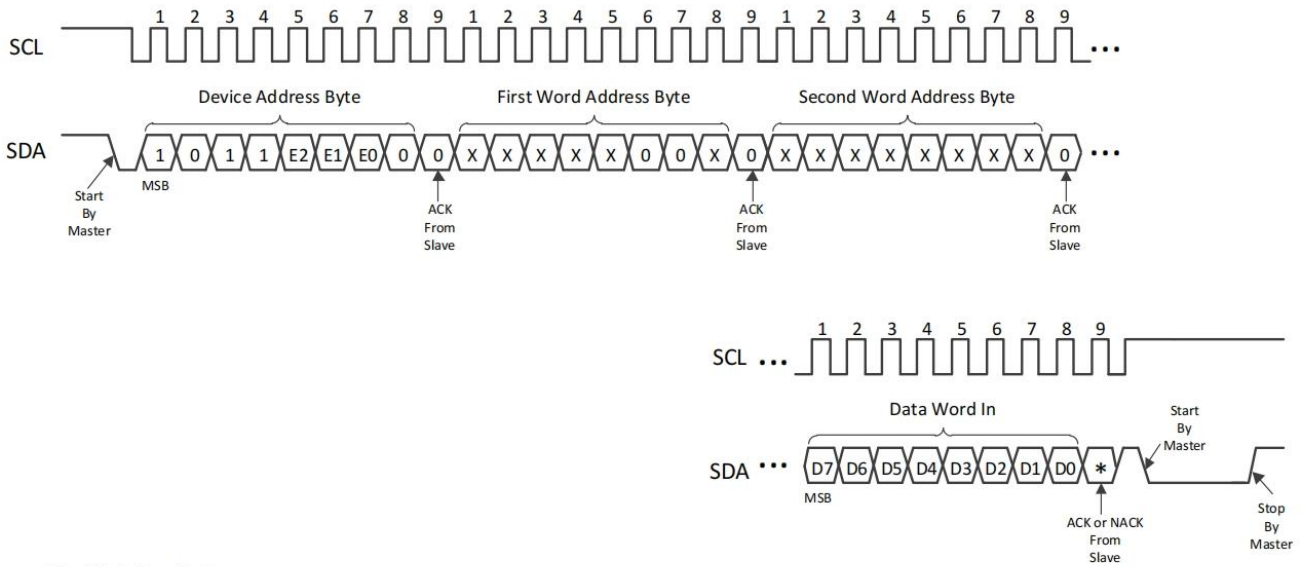 1 2 3 4 5 6 7 8 9 1 2 3 4 5 6 7 8 9 1 2 3 4 5 6 7 8 9
SCL ...
Device Address Byte First Word Address Byte Second Word Address Byte
SDA 1 0 1 1 E2 E1 E0 0 0 X X X X X 0 0 X 0 X X X X X X X X 0 ...
MSB
Start
By
Master
ACK
From
Slave
ACK
From
Slave
ACK
From
Slave
1 2 3 4 5 6 7 8 9
SCL ...
Data Word In
SDA ... D7 D6 D5 D4 D3 D2 D1 D0 *
MSB
Start
By
Master
ACK or NACK
From
Slave
Stop
By
Master